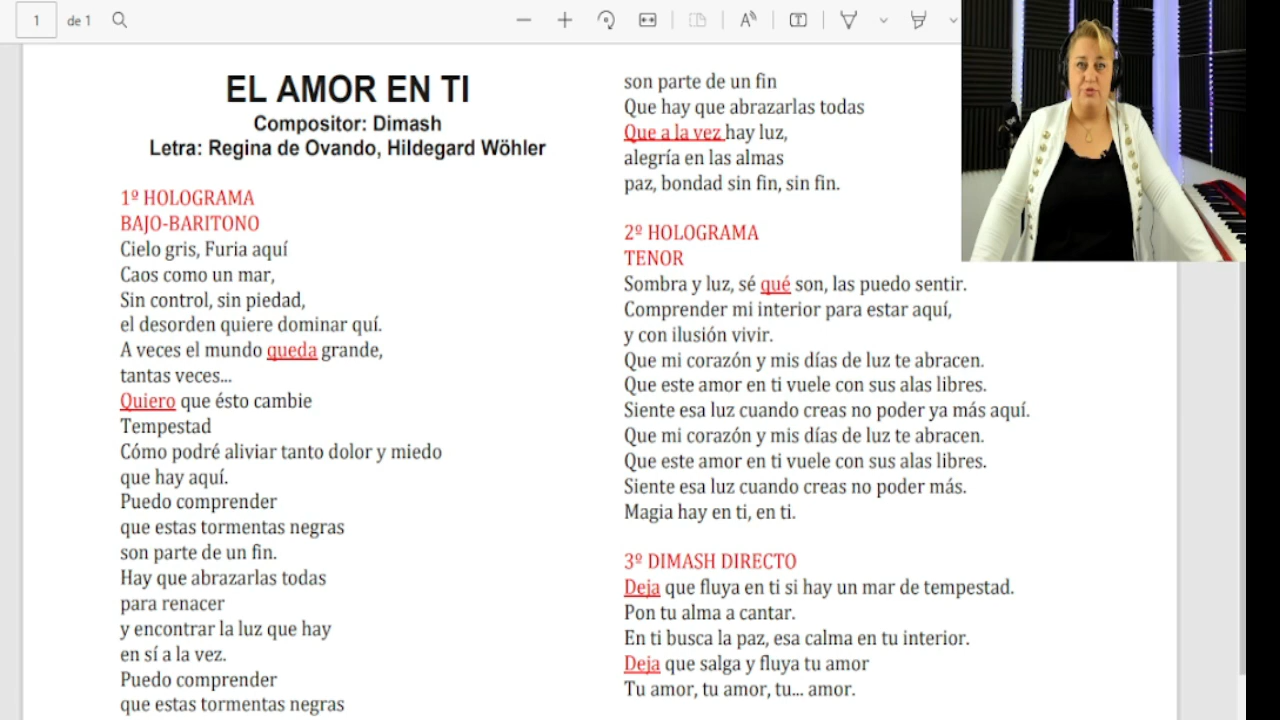 1
de 1
EL AMOR EN TI
Compositor: Dimash
Letra: Regina de Ovando, Hildegard Wöhler
1º HOLOGRAMA
BAJO-BARITONO
Cielo gris, Furia aquí
Caos como un mar,
Sin control, sin piedad,
el desorden quiere dominar quí.
A veces el mundo queda grande,
tantas veces...
Quiero que ésto cambie
Tempestad
Cómo podré aliviar tanto dolor y miedo
que hay aquí.
Puedo comprender
que estas tormentas negras
son parte de un fin.
Hay que abrazarlas todas
para renacer
y encontrar la luz que hay
en sí a la vez.
Puedo comprender
que estas tormentas negras
son parte de un fin
Que hay que abrazarlas todas
Que a la vez hay luz,
alegría en las almas
paz, bondad sin fin, sin fin.
2º HOLOGRAMA
TENOR
Sombra y luz, sé qué son, las puedo sentir.
Comprender mi interior para estar aquí,
y con ilusión vivir.
Que mi corazón y mis días de luz te abracen.
Que este amor en ti vuele con sus alas libres.
Siente esa luz cuando creas no poder ya más aquí.
Que mi corazón y mis días de luz te abracen.
Que este amor en ti vuele con sus alas libres.
Siente esa luz cuando creas no poder más.
Magia hay en ti, en ti.
3º DIMASH DIRECTO
Deja que fluya en ti si hay un mar de tempestad.
Pon tu alma a cantar.
En ti busca la paz, esa calma en tu interior.
Deja que salga y fluya tu amor
Tu amor, tu amor, tu... amor.